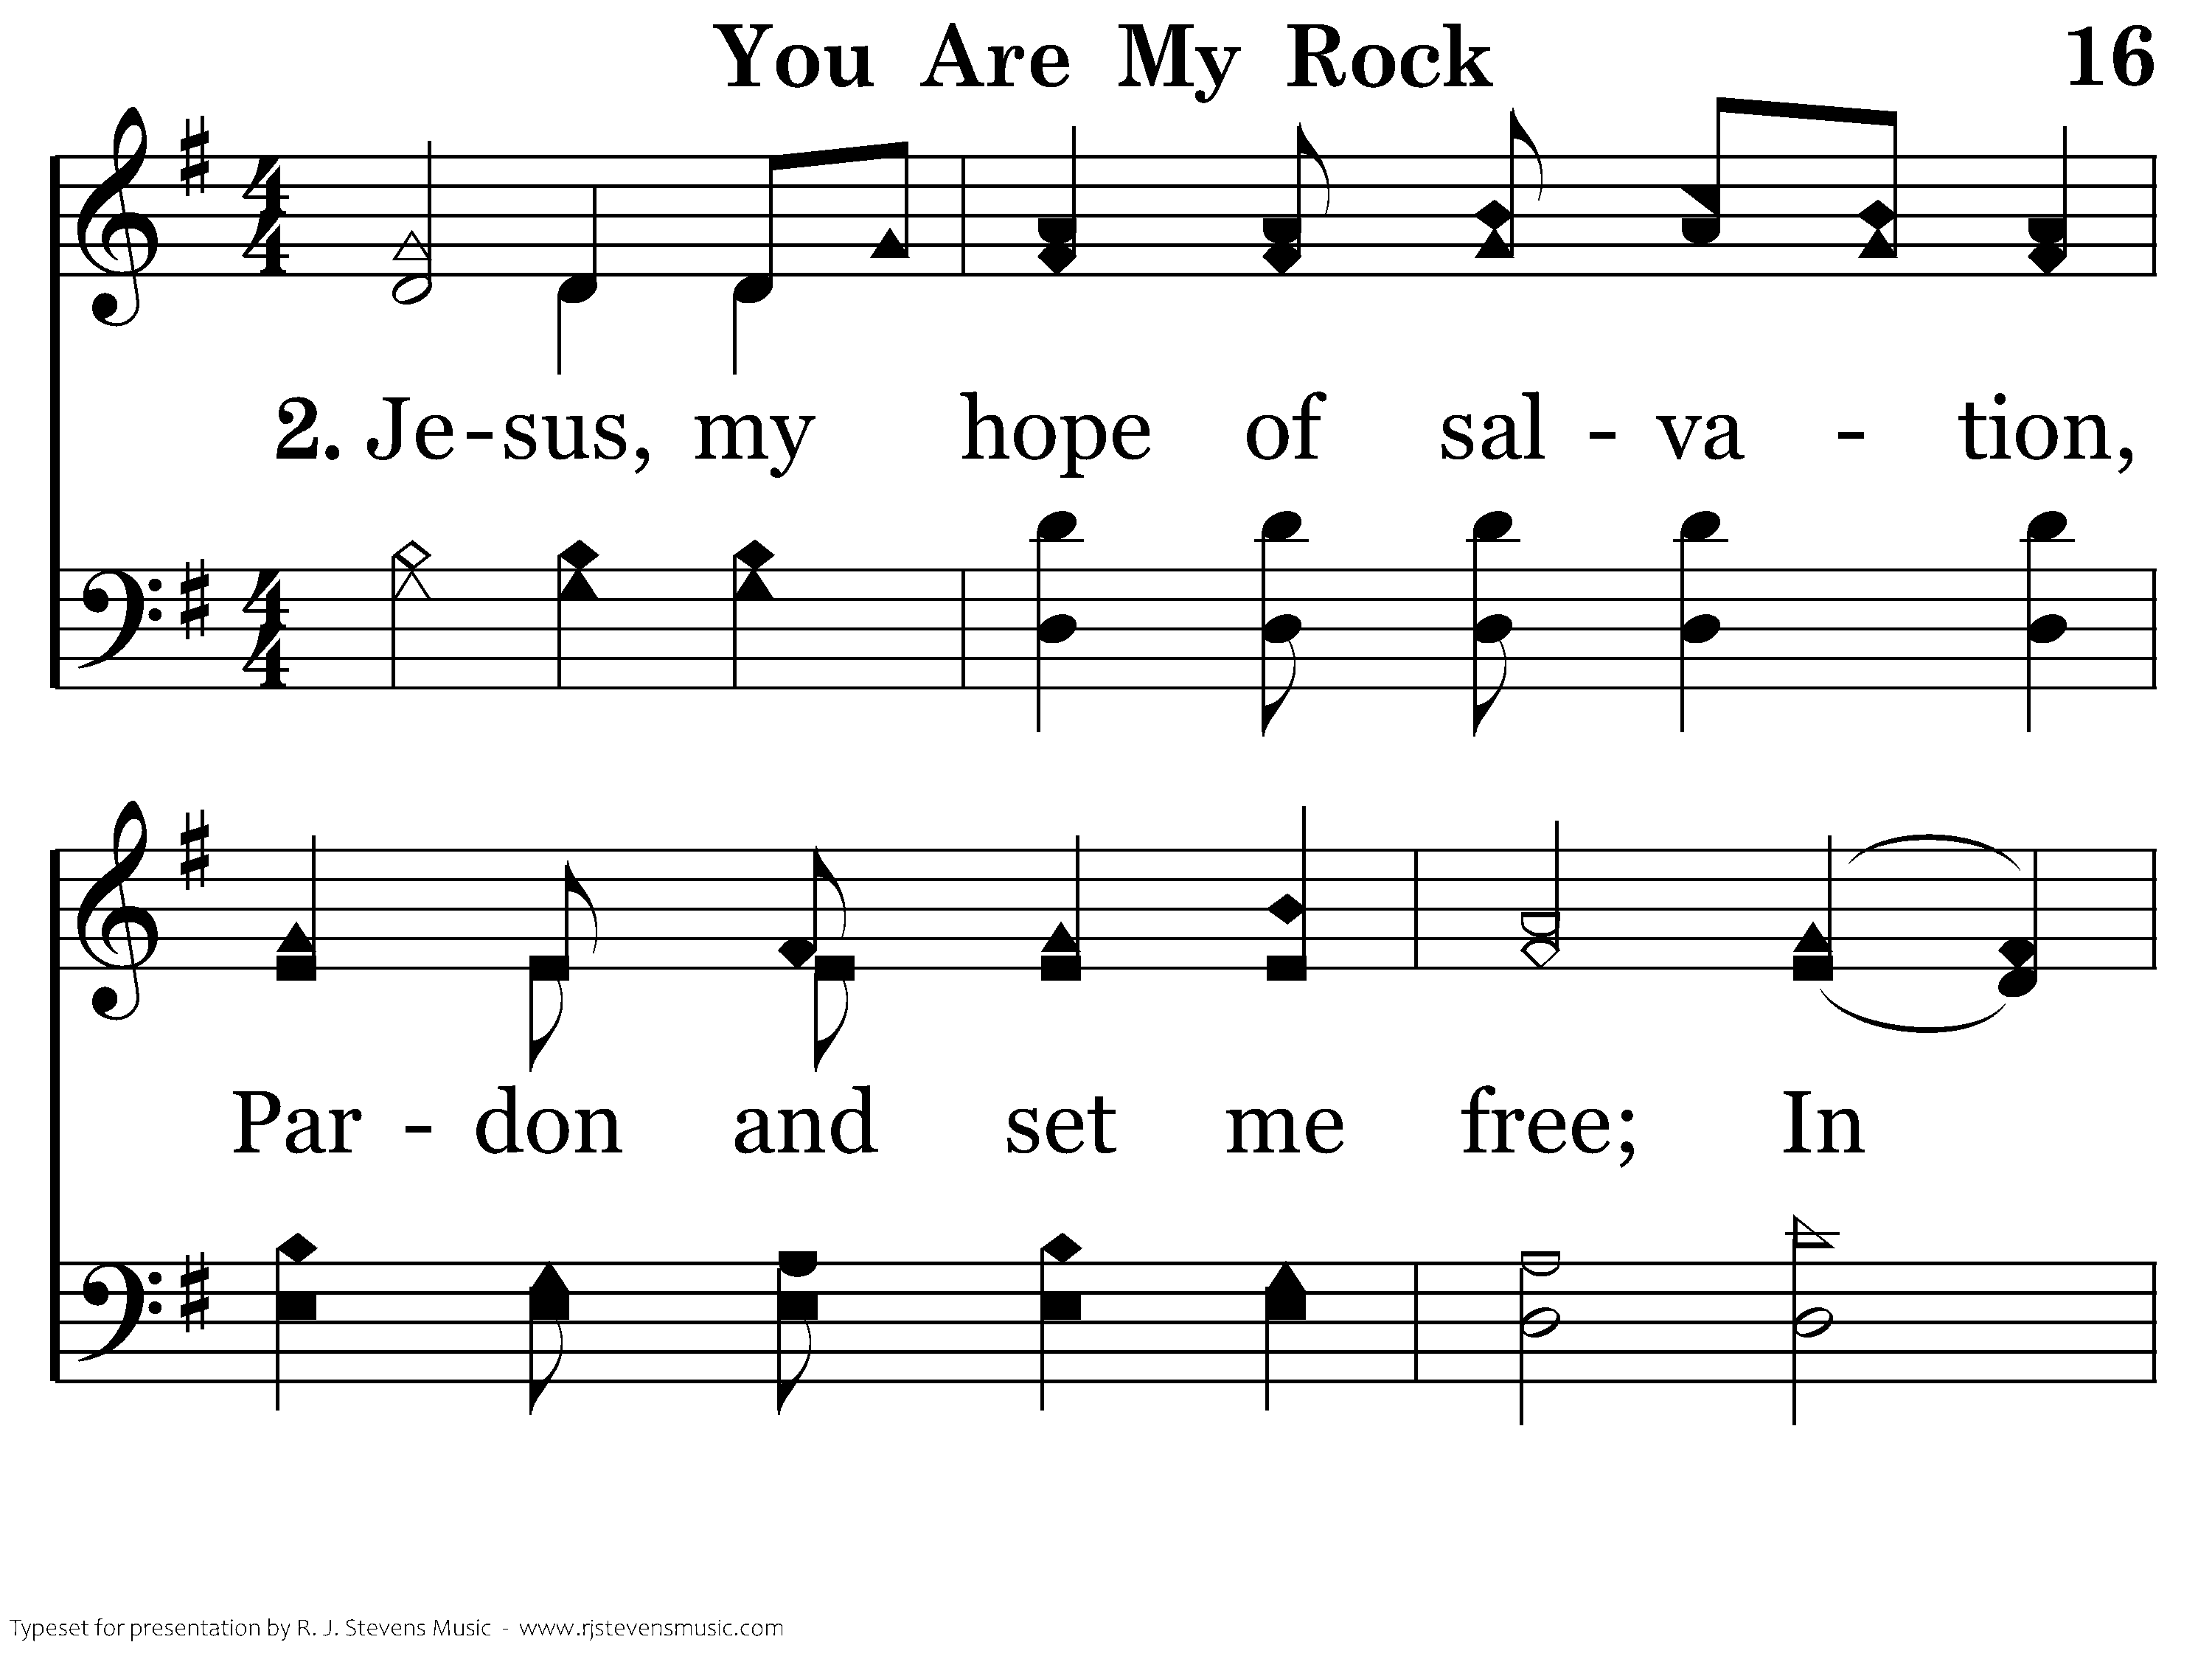 You Are My Rock 16
2. Je - sus, my hope of sal - va - tion,
Par - don and set me free; In
Typeset for presentation by R. J. Stevens Music - www.rjstevensmusic.com